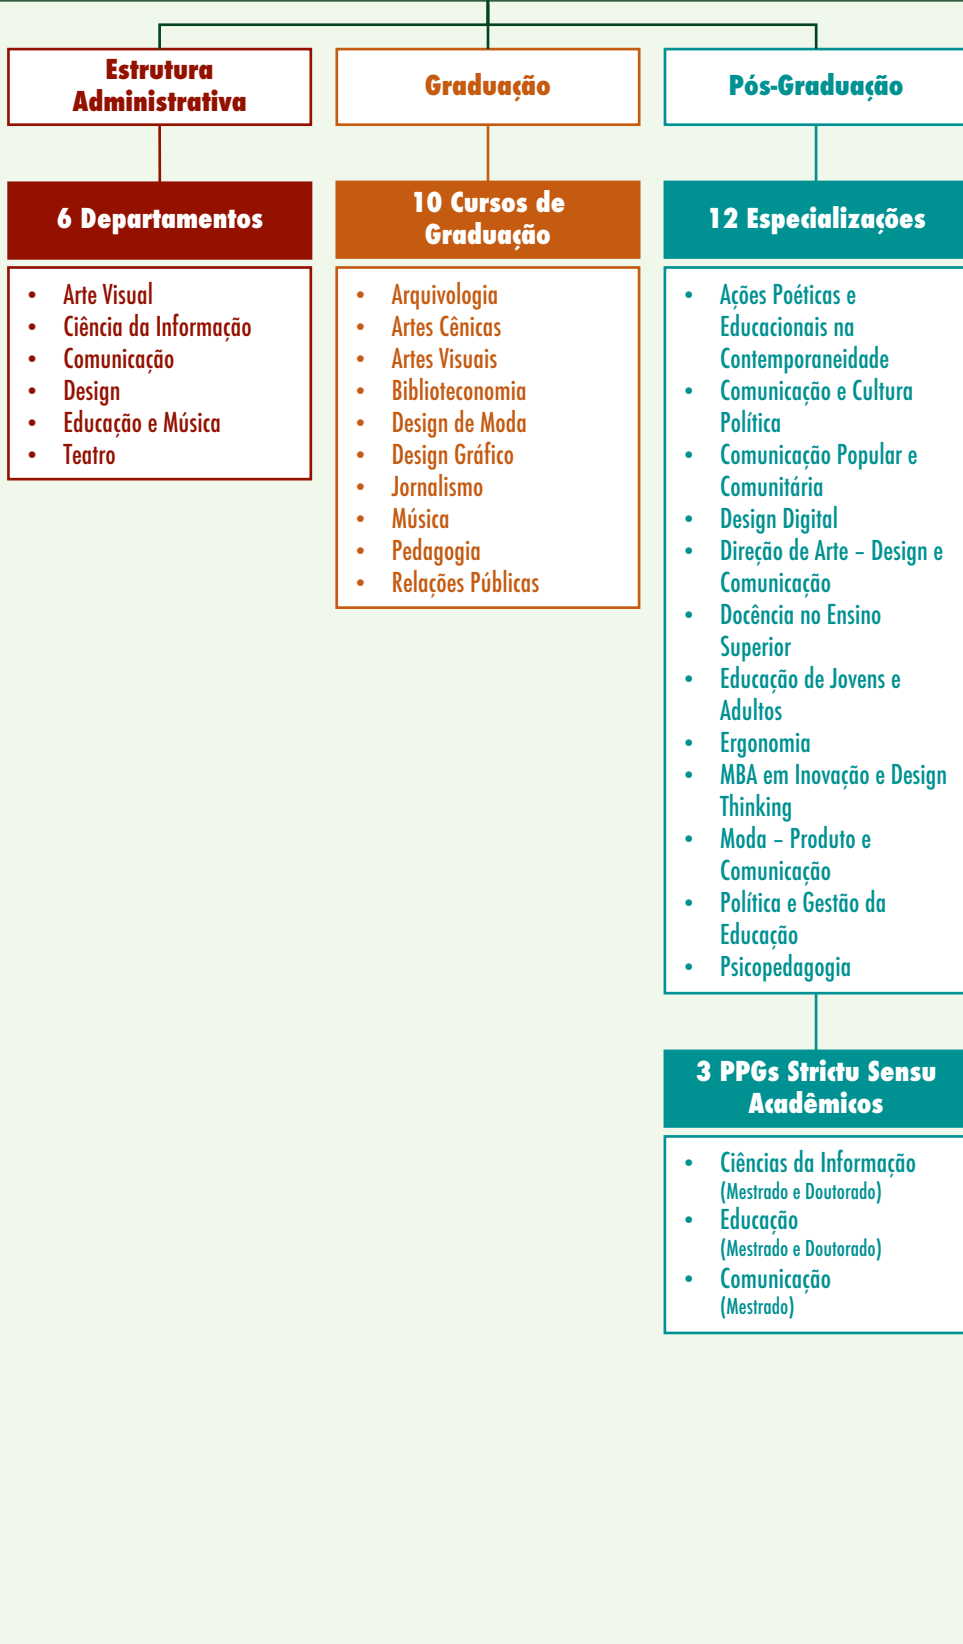 Estrutura
Administrativa
6 Departamentos
• Arte Visual
• Ciência da Informação
• Comunicação
• Design
• Educação e Música
• Teatro
Graduação
10 Cursos de
Graduação
• Arquivologia
• Artes Cênicas
• Artes Visuais
• Biblioteconomia
• Design de Moda
• Design Gráfico
• Jornalismo
• Música
• Pedagogia
• Relações Públicas
Pós-Graduação
12 Especializações
• Ações Poéticas e
Educacionais na
Contemporaneidade
• Comunicação e Cultura
Política
• Comunicação Popular e
Comunitária
• Design Digital
• Direção de Arte – Design e
Comunicação
• Docência no Ensino
Superior
• Educação de Jovens e
Adultos
• Ergonomia
• MBA em Inovação e Design
Thinking
• Moda – Produto e
Comunicação
• Política e Gestão da
Educação
• Psicopedagogia
3 PPGs Strictu Sensu
Acadêmicos
• Ciências da Informação
(Mestrado e Doutorado)
• Educação
(Mestrado e Doutorado)
• Comunicação
(Mestrado)